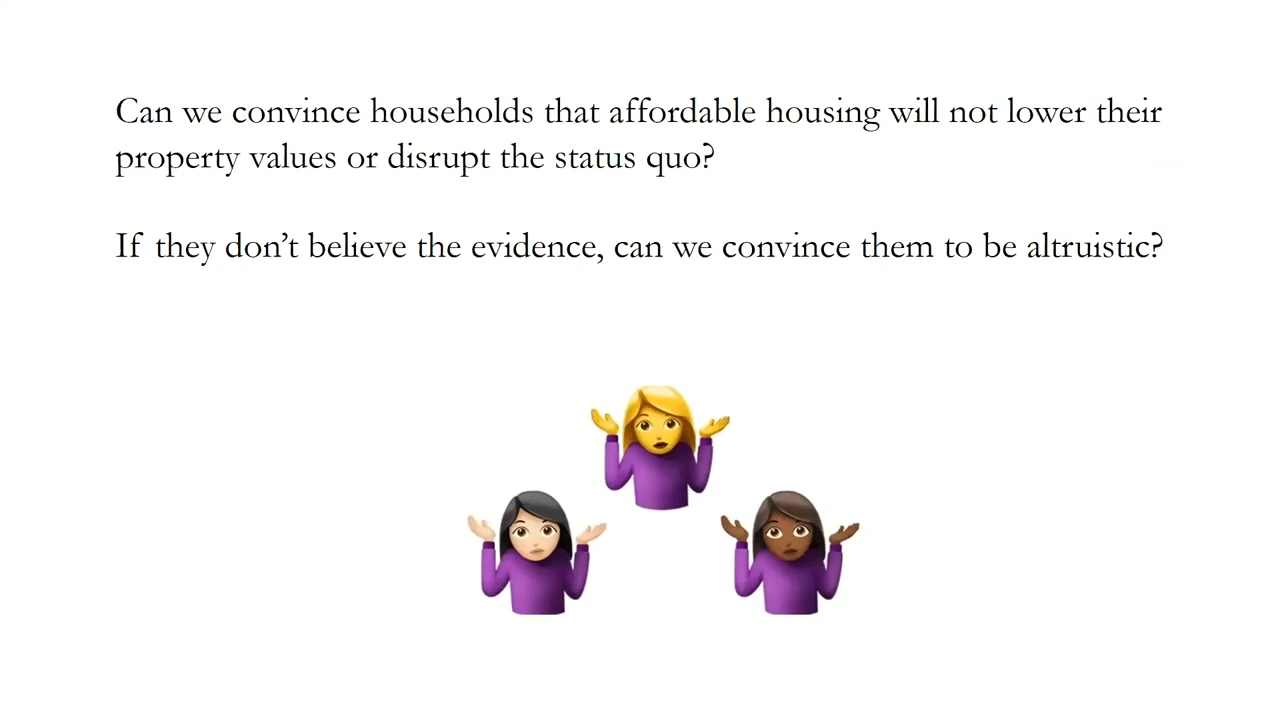 Can we convince households that affordable housing will not lower their
property values or disrupt the status quo?
If they don’t believe the evidence, can we convince them to be altruistic?